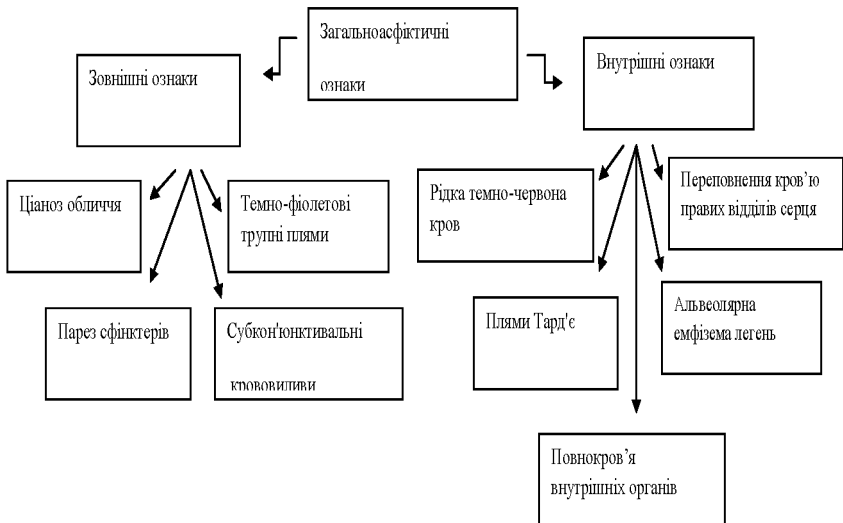 Загальноасфіктичні
ознаки
Зовнішні ознаки
Внутрішні ознаки
Ціаноз обличчя
Темно-фіолетові
трупні плями
Парез сфінктерів
Субкон'юнктивальні
крововиливи
Рідка темно-червона
кров
Переповнення кров’ю
правих відділів серця
Плями Тард'є
Альвеолярна
емфізема легень
Повнокров’я
внутрішніх органів